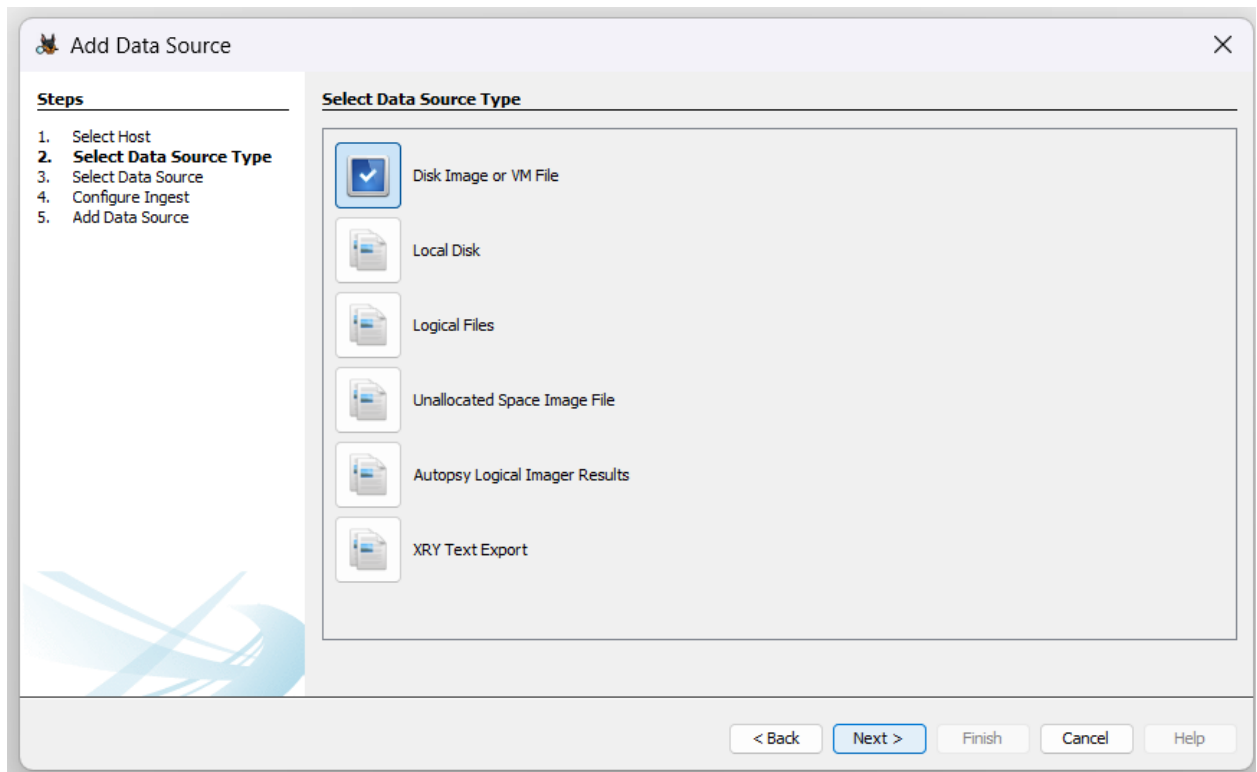 Add Data Source
Steps
1. Select Host
2. Select Data Source Type
3. Select Data Source
4. Configure Ingest
5. Add Data Source
Select Data Source Type
Disk Image or VM File
Local Disk
Logical Files
Unallocated Space Image File
Autopsy Logical Imager Results
XRY Text Export
< Back
Next >
Finish
Cancel
Help